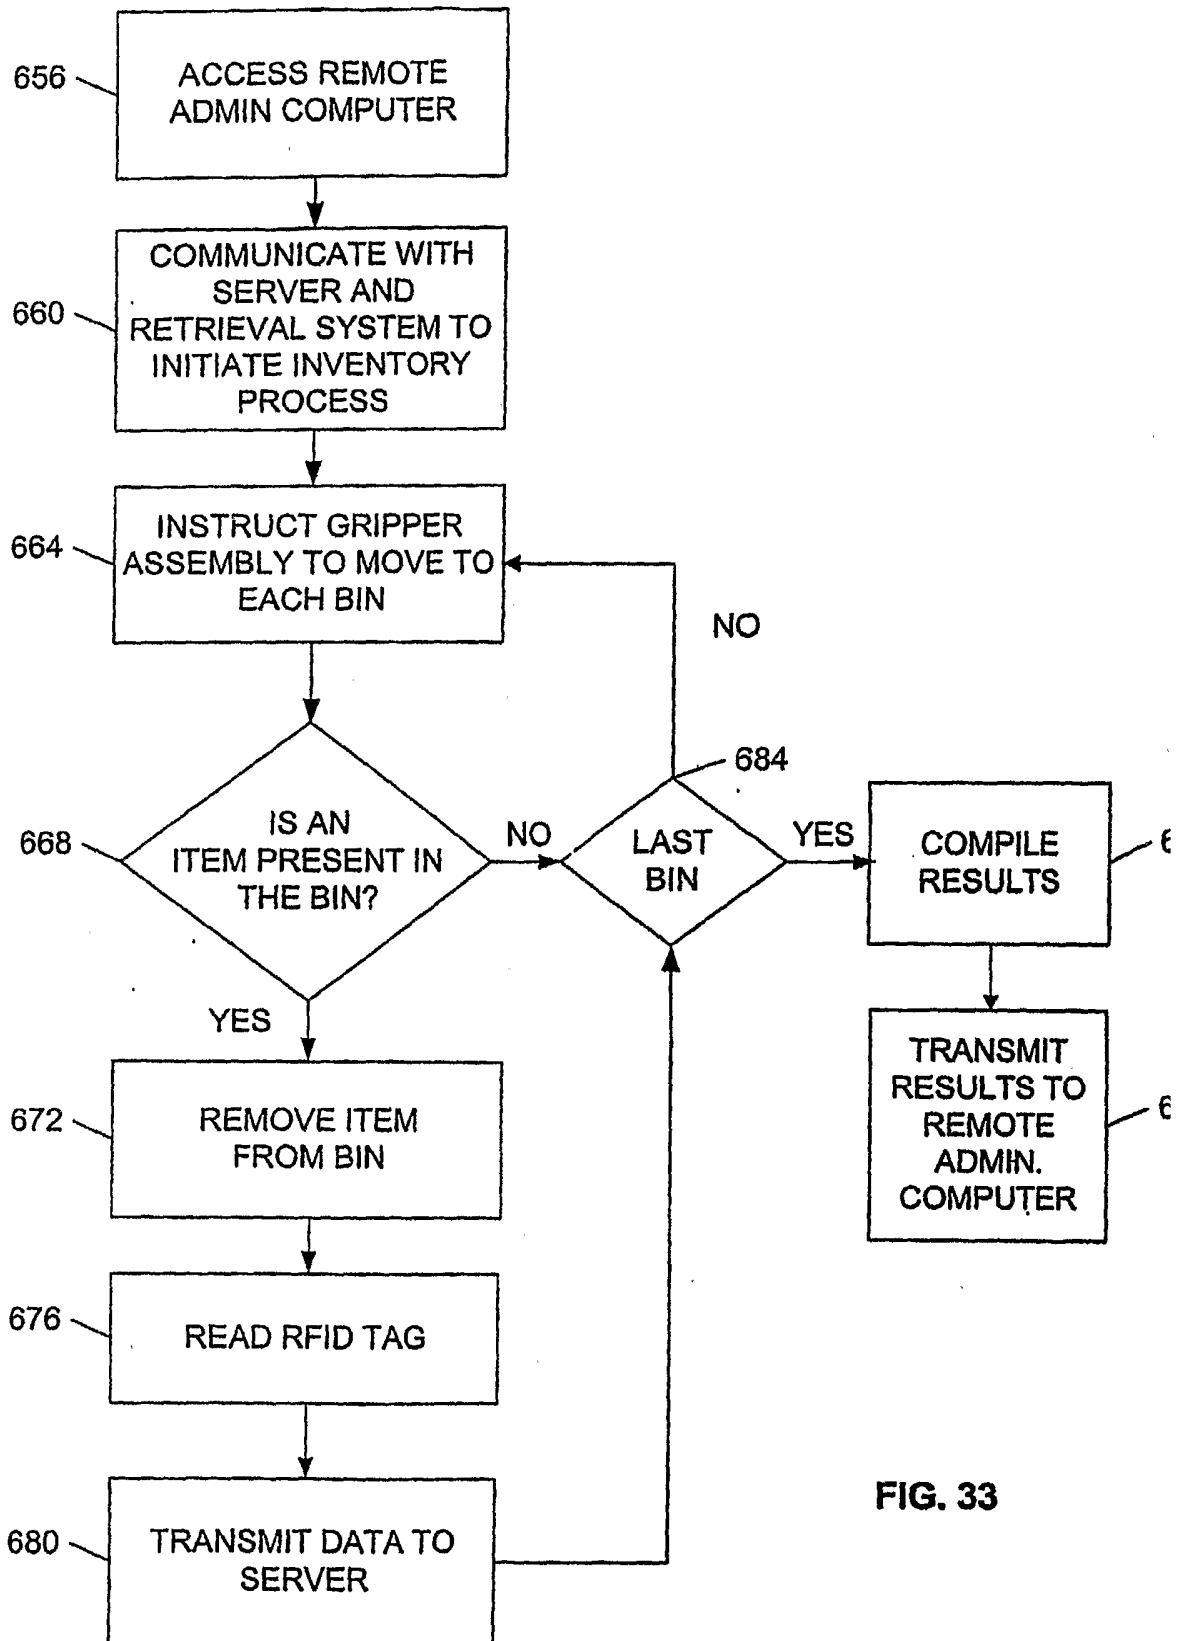 656
ACCESS REMOTE
ADMIN COMPUTER
660
COMMUNICATE WITH
SERVER AND
RETRIEVAL SYSTEM TO
INITIATE INVENTORY
PROCESS
664
INSTRUCT GRIPPER
ASSEMBLY TO MOVE TO
EACH BIN
NO
668
IS AN
ITEM PRESENT IN
THE BIN?
NO
YES
684
LAST
BIN
YES
COMPILE
RESULTS
6
TRANSMIT
RESULTS TO
REMOTE
ADMIN.
COMPUTER
6
672
REMOVE ITEM
FROM BIN
676
READ RFID TAG
680
TRANSMIT DATA TO
SERVER
FIG. 33